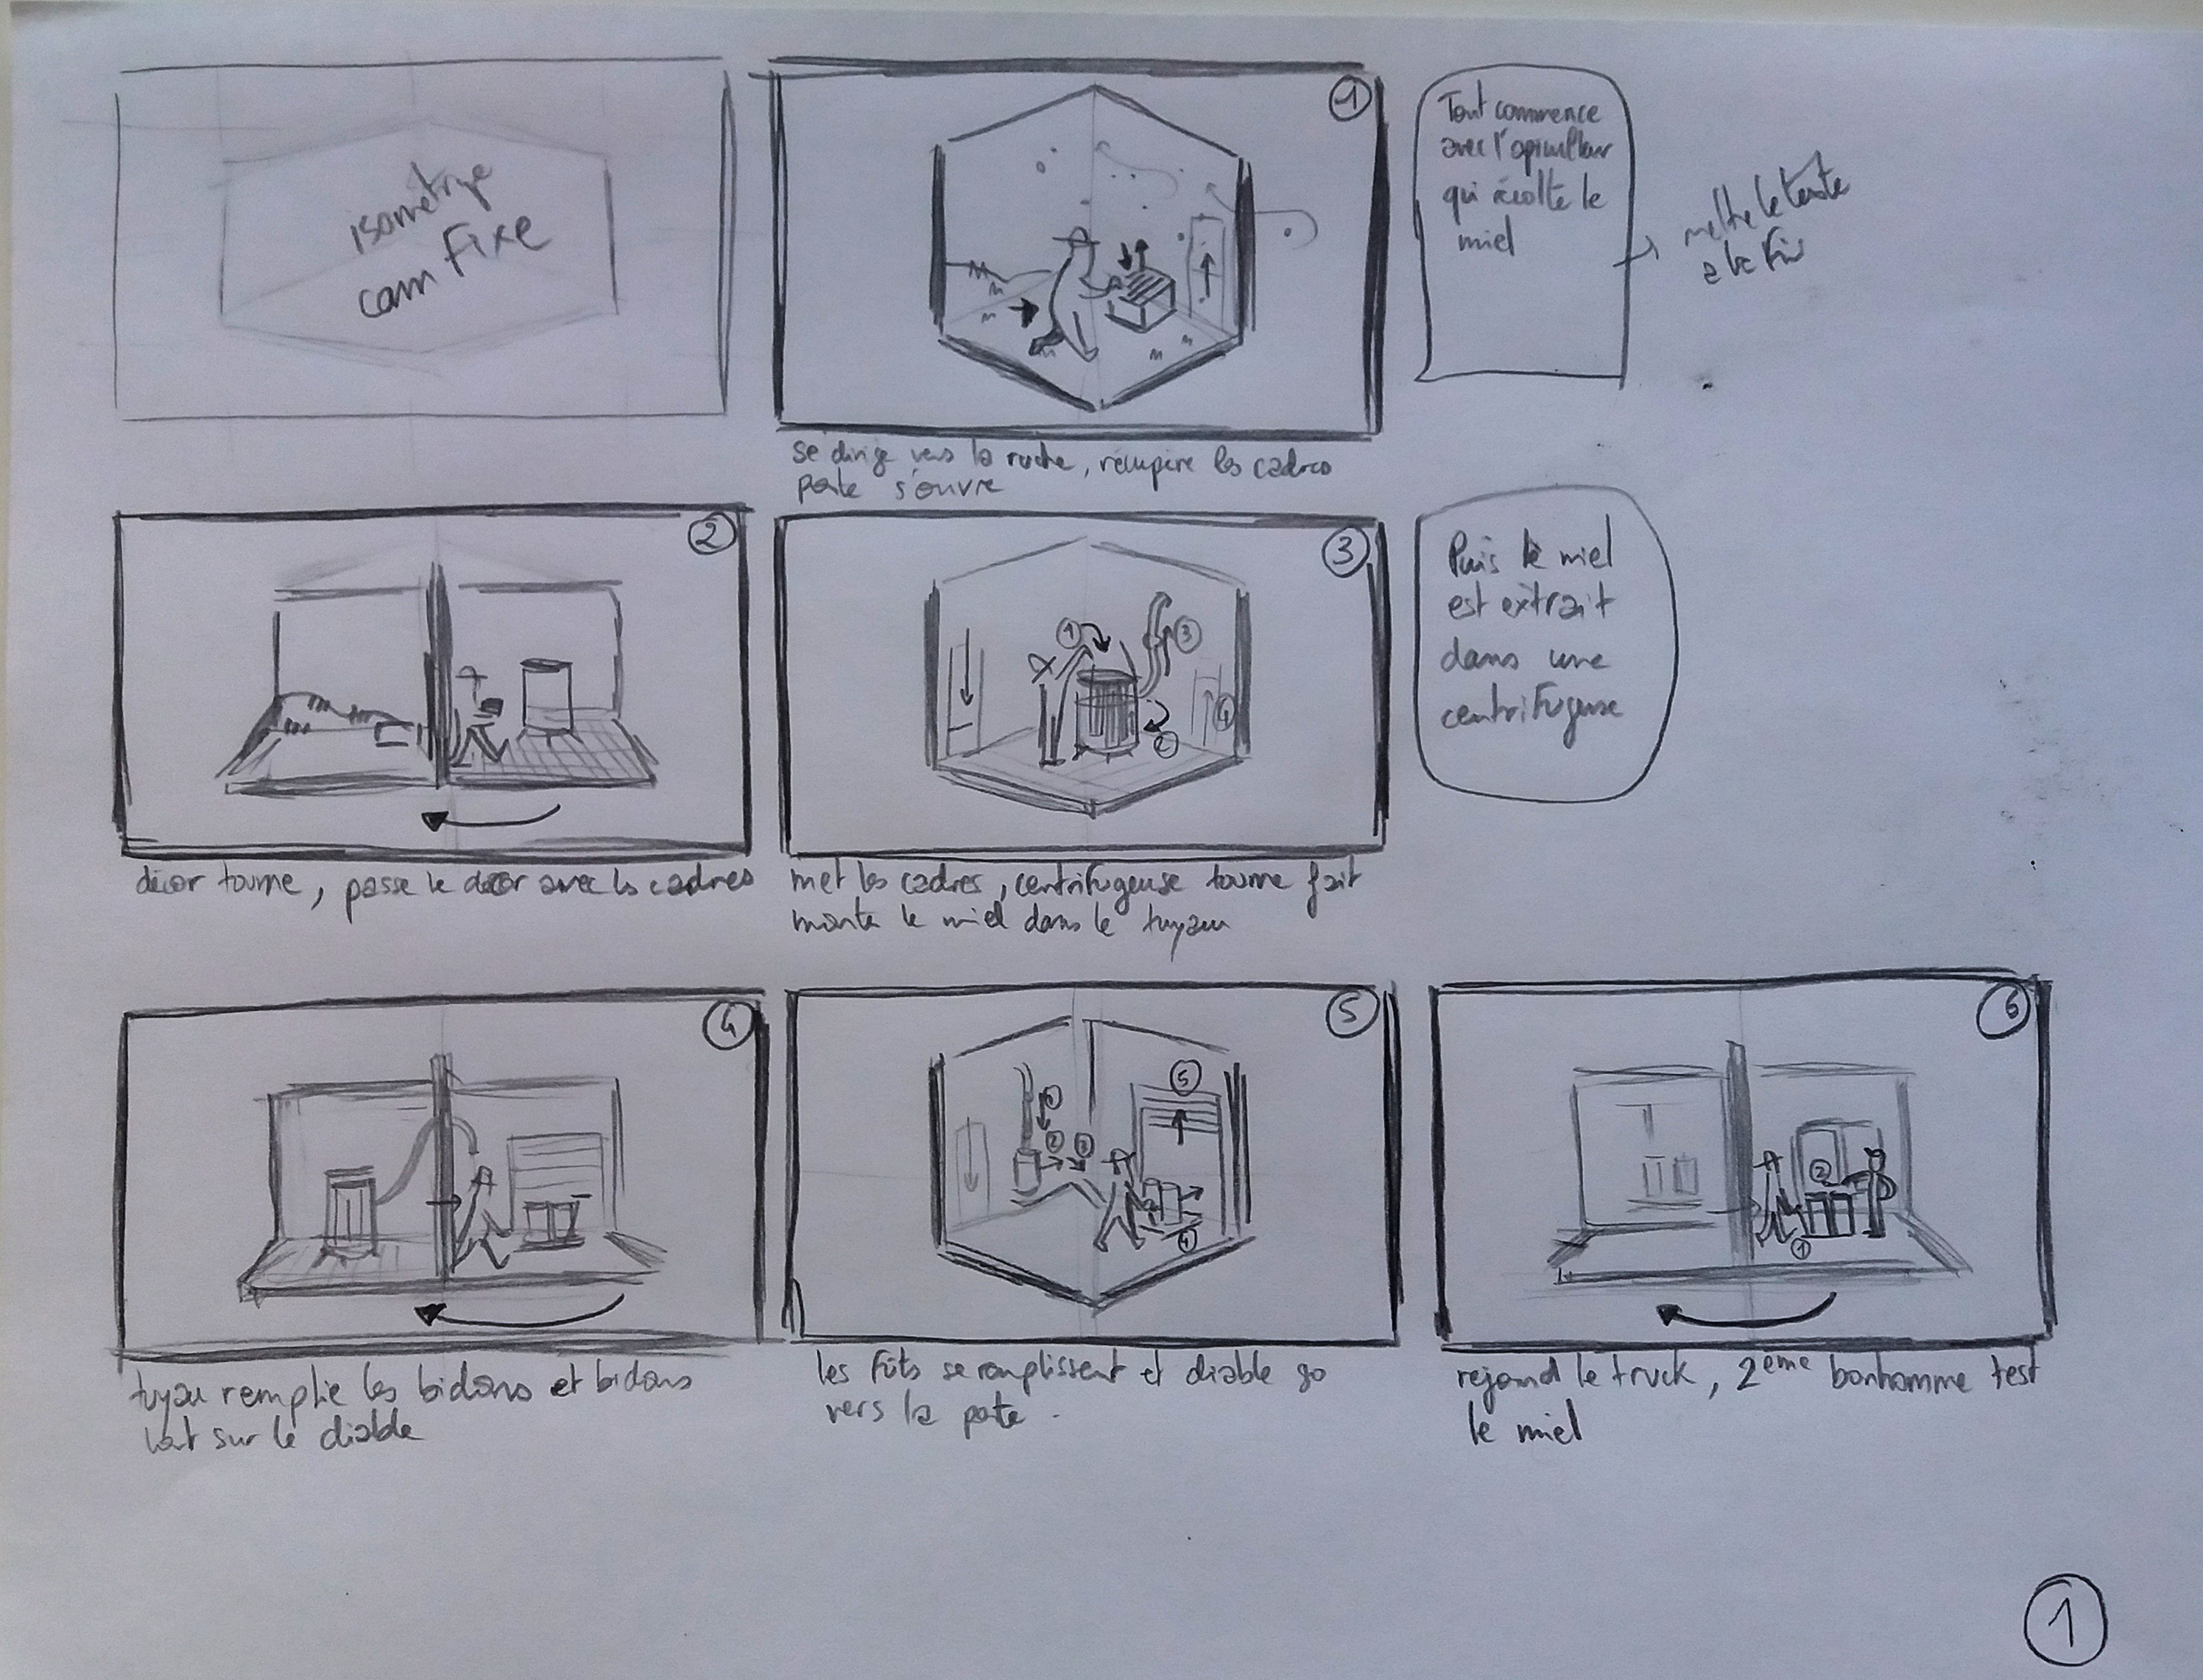 isométrye
cam fixe
1
Tout commence
avec l'apiculteur
qui récolte le
miel
mettre le texte
a la fin
se dirige vers la ruche, récupère les cadres
porte s'ouvre
2
décor tourne, passe le décor avec les cadres
3
1
3
2
4
met les cadres, centrifugeuse tourne fait
monte le miel dans le tuyau
Puis le miel
est extrait
dans une
centrifugeuse
4
tuyau remplie les bidons et bidons
vont sur le diable
5
5
1
2
3
4
les fûts se remplissent et diable go
vers la porte.
6
2
1
rejoind le truck, 2ème bonhomme test
le miel
1